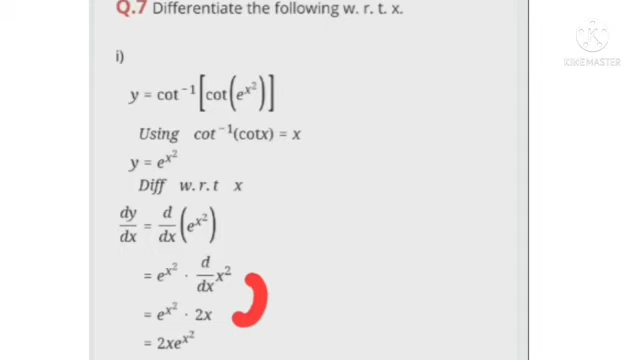 Q.7 Differentiate the following w. r. t. x.
KINEMASTER
i)
y = cot⁻¹[cot(e^x²)]
Using cot⁻¹(cotx) = x
y = e^x²
Diff w. r. t x
dy/dx = d/dx (e^x²)
= e^x² · d/dx x²
= e^x² · 2x
= 2xe^x²